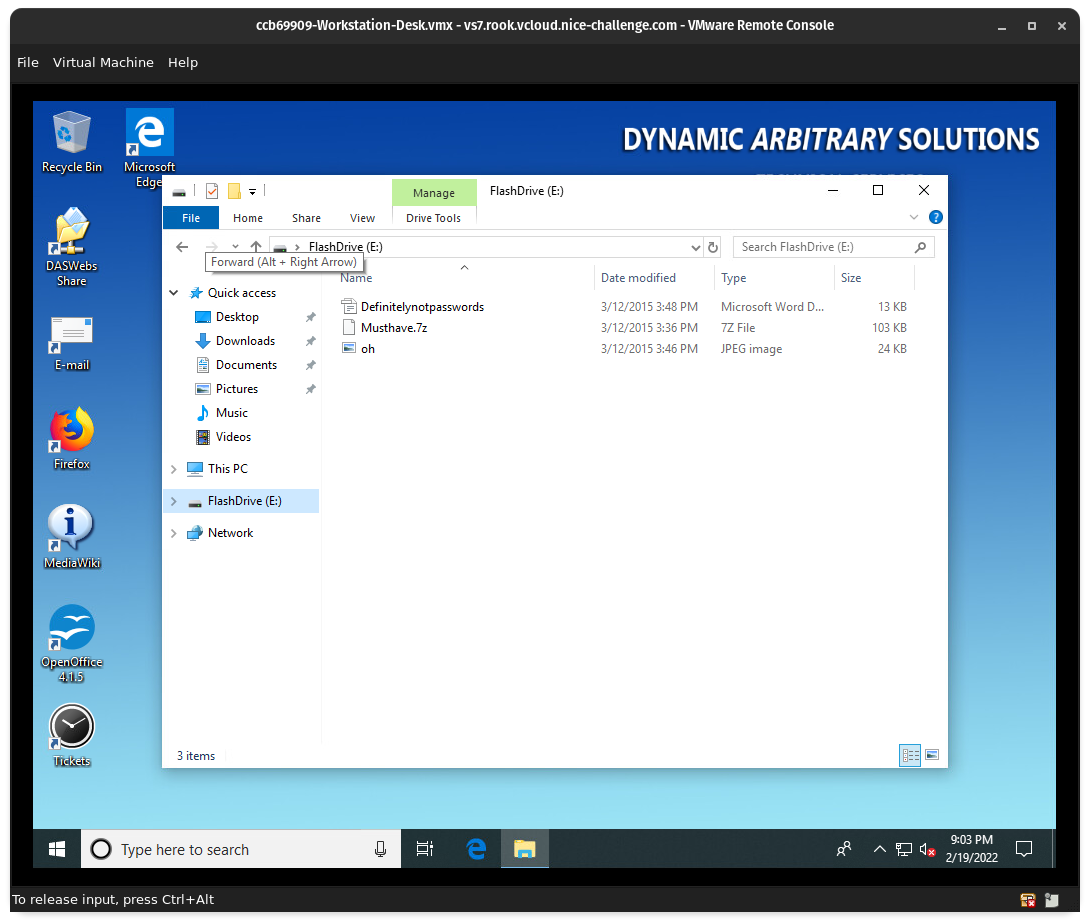 ccb69909-Workstation-Desk.vmx - vs7.rook.vcloud.nice-challenge.com - VMware Remote Console
File Virtual Machine Help
DYNAMIC ARBITRARY SOLUTIONS
Recycle Bin
Microsoft Edge
DASWebs Share
E-mail
Firefox
MediaWiki
OpenOffice 4.1.5
Tickets
Manage FlashDrive (E:)
File Home Share View Drive Tools
FlashDrive (E:) Search FlashDrive (E:)
Forward (Alt + Right Arrow)
Name Date modified Type Size
Quick access
Desktop
Downloads
Documents
Pictures
Music
Videos
This PC
FlashDrive (E:)
Network
Definitelynotpasswords 3/12/2015 3:48 PM Microsoft Word D... 13 KB
Musthave.7z 3/12/2015 3:36 PM 7Z File 103 KB
oh 3/12/2015 3:46 PM JPEG image 24 KB
3 items
Type here to search
9:03 PM
2/19/2022
To release input, press Ctrl+Alt